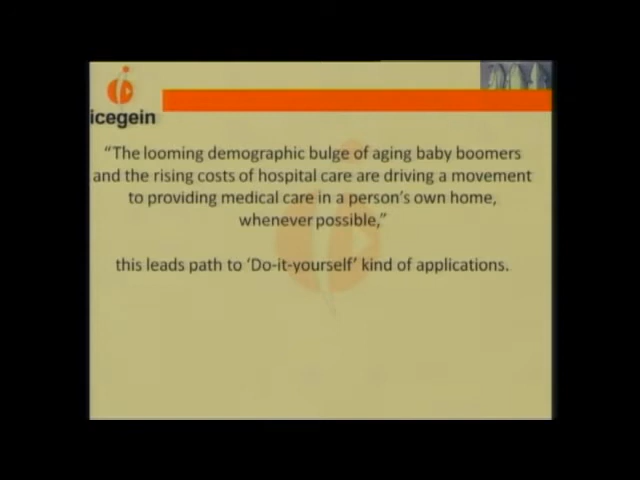 icegein
“The looming demographic bulge of aging baby boomers
and the rising costs of hospital care are driving a movement
to providing medical care in a person’s own home,
whenever possible,”
this leads path to ‘Do-it-yourself’ kind of applications.